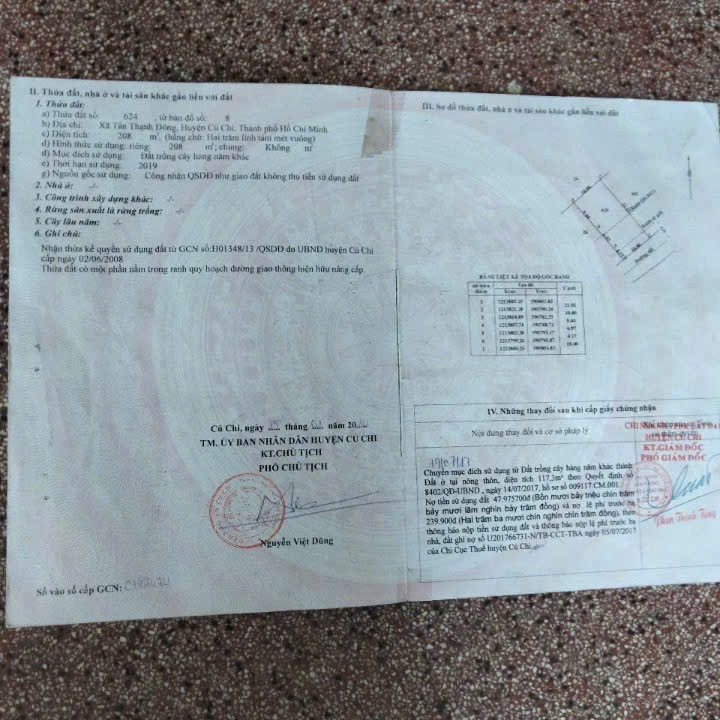 II. Thửa đất, nhà ở và tài sản khác gắn liền với đất
1. Thửa đất:
a) Thửa đất số: 624 , tờ bản đồ số: 8
b) Địa chỉ: Xã Tân Thạnh Đông, Huyện Củ Chi, Thành phố Hồ Chí Minh
c) Diện tích: 208 m², (bằng chữ: Hai trăm linh tám mét vuông)
d) Hình thức sử dụng: riêng: 208 m²; chung: Không m²
đ) Mục đích sử dụng: Đất trồng cây hàng năm khác
e) Thời hạn sử dụng: 2019
g) Nguồn gốc sử dụng: Công nhận QSDĐ như giao đất không thu tiền sử dụng đất
2. Nhà ở: -/-
3. Công trình xây dựng khác: -/-
4. Rừng sản xuất là rừng trồng: -/-
5. Cây lâu năm: -/-
6. Ghi chú:
Nhận thừa kế quyền sử dụng đất từ GCN số:H01348/13 /QSDĐ do UBND huyện Củ Chi
cấp ngày 02/06/2008
Thửa đất có một phần nằm trong ranh quy hoạch đường giao thông hiện hữu nâng cấp.
Củ Chi, ngày tháng năm 20
TM. ỦY BAN NHÂN DÂN HUYỆN CỦ CHI
KT.CHỦ TỊCH
PHÓ CHỦ TỊCH
Nguyễn Việt Dũng
Số vào sổ cấp GCN:
III. Sơ đồ thửa đất, nhà ở và tài sản khác gắn liền với đất
BẢNG LIỆT KÊ TỌA ĐỘ GÓC RANH
IV. Những thay đổi sau khi cấp giấy chứng nhận
Nội dung thay đổi và cơ sở pháp lý
HUYỆN CỦ CHI
KT.GIÁM ĐỐC
PHÓ GIÁM ĐỐC
Chuyển mục đích sử dụng từ Đất trồng cây hàng năm khác thành
Đất ở tại nông thôn, diện tích 117,3m² theo Quyết định số
8402/QĐ-UBND , ngày 14/07/2017, hồ sơ số 009117.CM.001
Nợ tiền sử dụng đất 47.975700đ (Bốn mươi bảy triệu chín trăm
bảy mươi lăm nghìn bảy trăm đồng) và nợ lệ phí trước bạ
239.900đ (Hai trăm ba mươi chín nghìn chín trăm đồng), theo
thông báo nộp tiền sử dụng đất và thông báo nộp lệ phí trước bạ
nhà, đất ghi nợ số U201766731-N/TB-CCT-TBA ngày 05/07/2017
của Chi Cục Thuế huyện Củ Chi